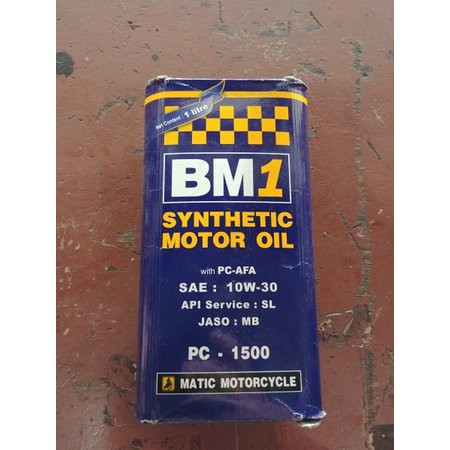 Net Content : 1 litre
BM1
SYNTHETIC
MOTOR OIL
with PC-AFA
SAE : 10W-30
API Service : SL
JASO : MB
PC - 1500
MATIC MOTORCYCLE